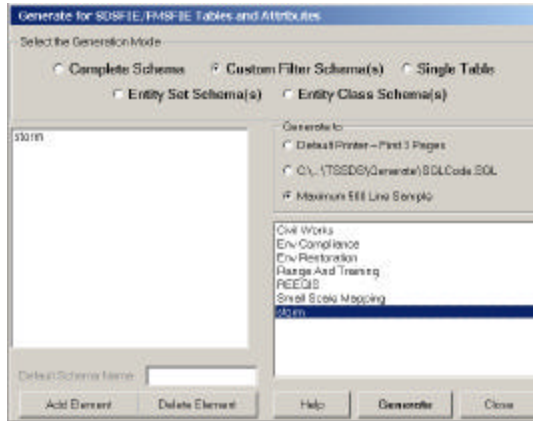 Generate for SDSFIE/FMSFIE Tables and Attributes
Select the Generation Mode
Complete Schema Custom Filter Schema(s) Single Table
Entity Set Schema(s) Entity Class Schema(s)
storm
Generate to:
Default Printer - First 3 Pages
C:\...\TSSDS\Generate\SQLCode.SQL
Maximum 500 Line Sample
Civil Works
Env Compliance
Env Restoration
Range And Training
REEGIS
Small Scale Mapping
storm
Default Schema Name
Add Element Delete Element Help Generate Close